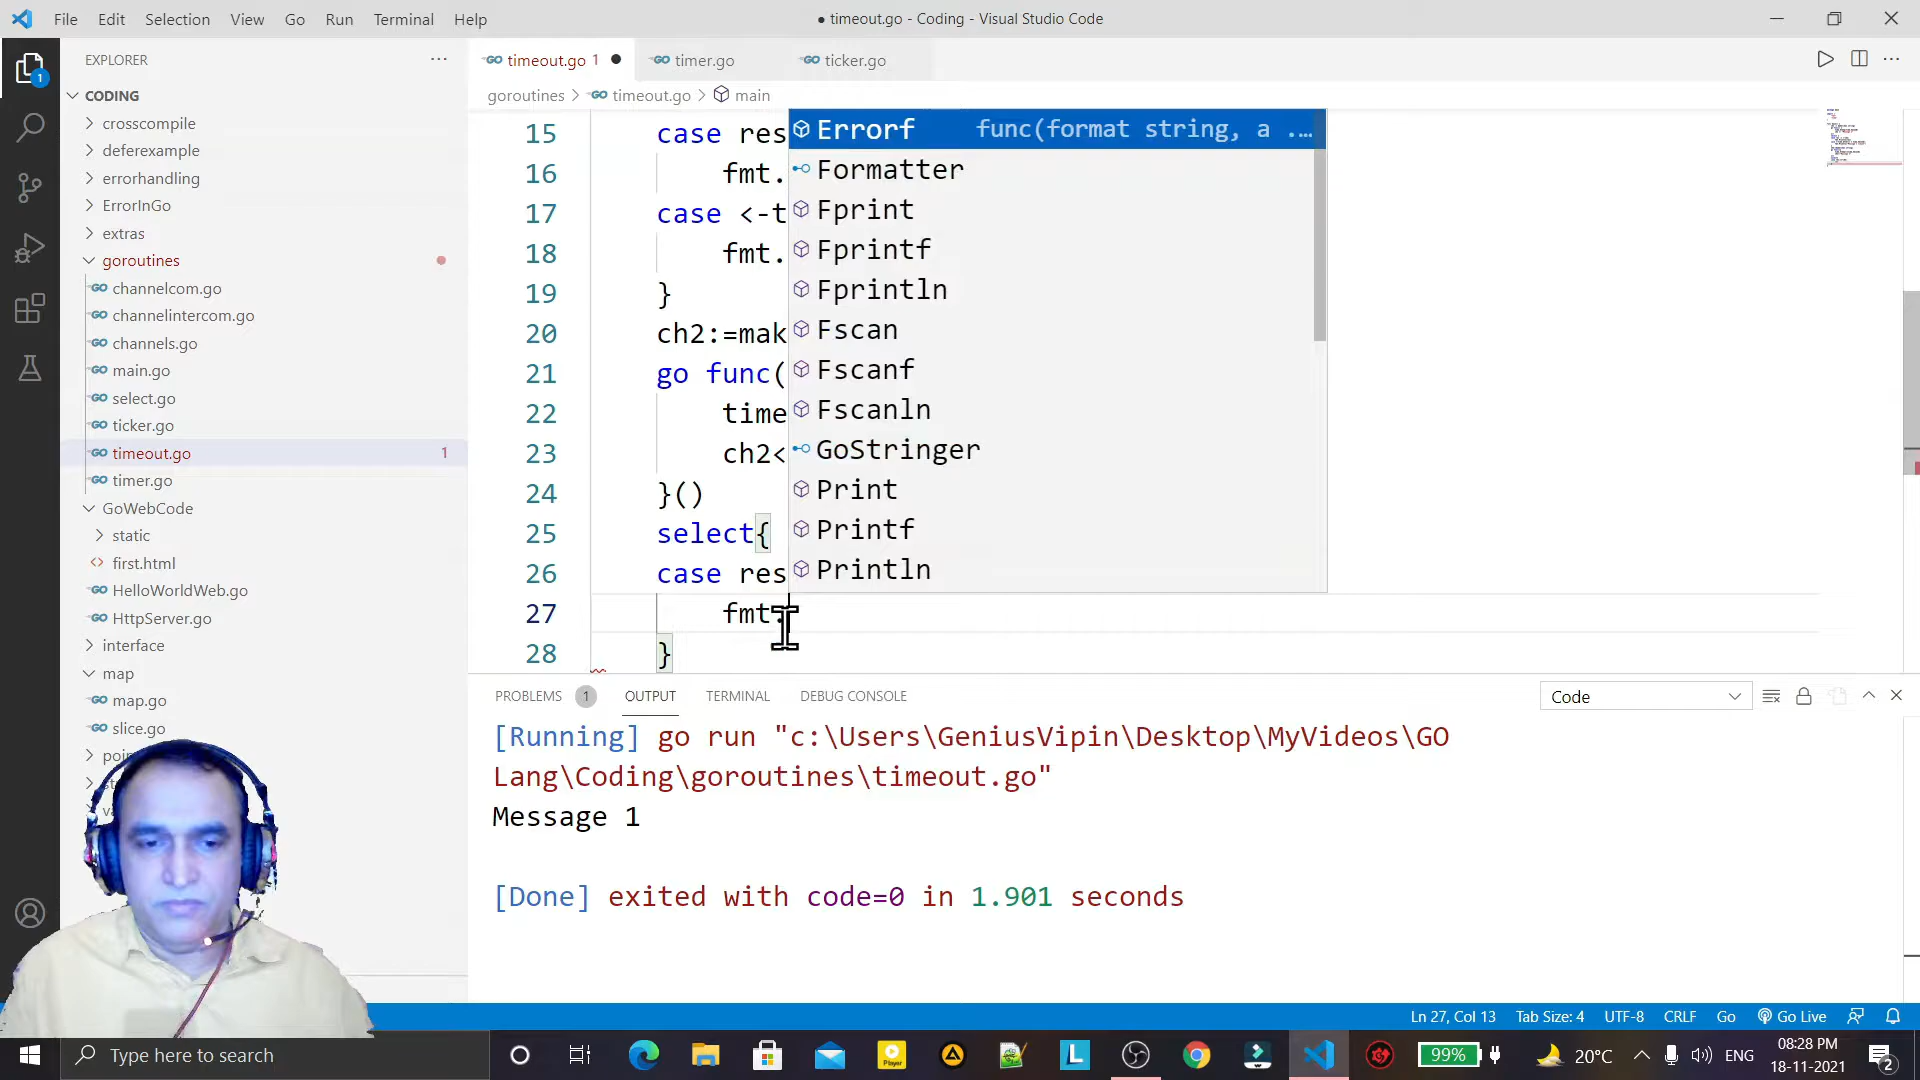 File Edit Selection View Go Run Terminal Help
● timeout.go - Coding - Visual Studio Code
EXPLORER
CODING
crosscompile
deferexample
errorhandling
ErrorInGo
extras
goroutines
channelcom.go
channelintercom.go
channels.go
main.go
select.go
ticker.go
timeout.go 1
timer.go
GoWebCode
static
first.html
HelloWorldWeb.go
HttpServer.go
interface
map
map.go
slice.go
timeout.go 1 timer.go ticker.go
goroutines > timeout.go > main
15 case res
16 fmt.
17 case <-t
18 fmt.
19 }
20 ch2:=mak
21 go func(
22 time
23 ch2<
24 }()
25 select{
26 case res
27 fmt.
28 }
Errorf func(format string, a ...
Formatter
Fprint
Fprintf
Fprintln
Fscan
Fscanf
Fscanln
GoStringer
Print
Printf
Println
PROBLEMS 1 OUTPUT TERMINAL DEBUG CONSOLE
Code
[Running] go run "c:\Users\GeniusVipin\Desktop\MyVideos\GO
Lang\Coding\goroutines\timeout.go"
Message 1
[Done] exited with code=0 in 1.901 seconds
Ln 27, Col 13 Tab Size: 4 UTF-8 CRLF Go Go Live
Type here to search
99% 20°C ENG
08:28 PM
18-11-2021
2